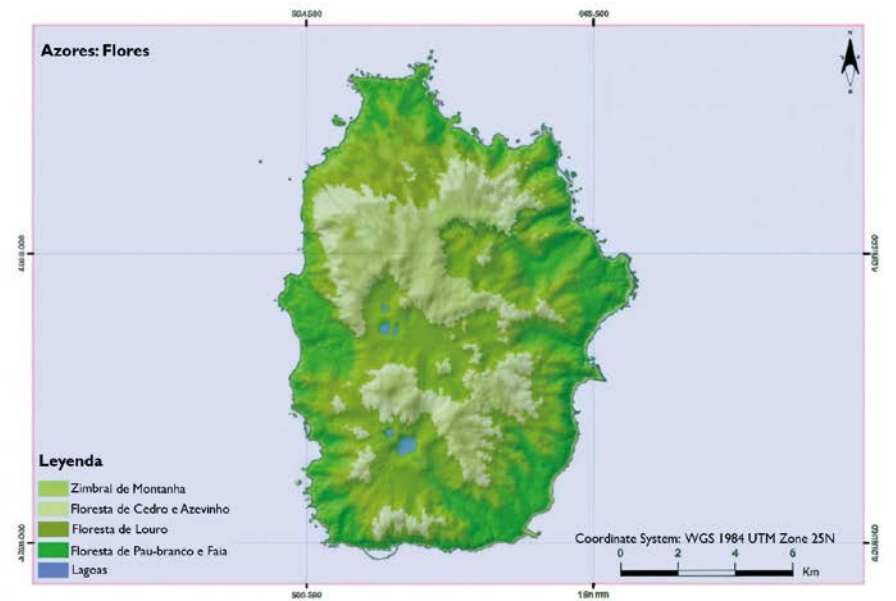 Azores: Flores
N
Leyenda
Zimbral de Montanha
Floresta de Cedro e Azevinho
Floresta de Louro
Floresta de Pau-branco e Faia
Lagoas
Coordinate System: WGS 1984 UTM Zone 25N
0 2 4 6
Km